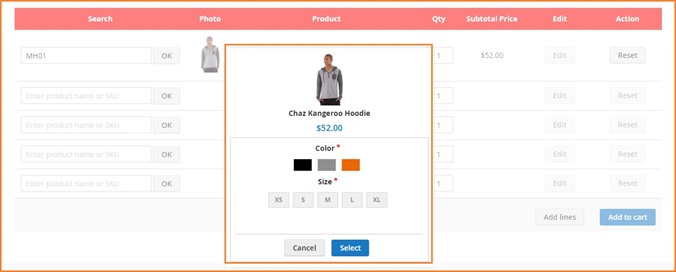 Search Photo Product Qty Subtotal Price Edit Action
MH01 OK 1 $52.00 Edit Reset
Enter product name or SKU OK 1 Edit Reset
Enter product name or SKU OK 1 Edit Reset
Enter product name or SKU OK 1 Edit Reset
Enter product name or SKU OK 1 Edit Reset
Add lines Add to cart
Chaz Kangeroo Hoodie
$52.00
Color *
Size *
XS S M L XL
Cancel Select